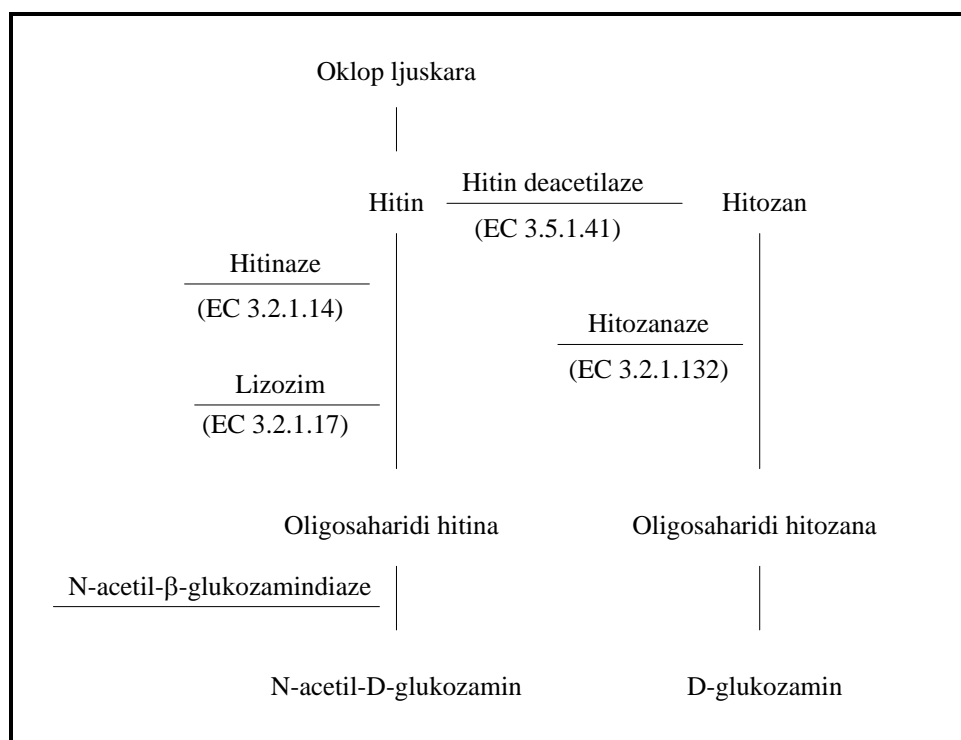 Oklop ljuskara
Hitin deacetilaze
Hitin
Hitozan
(EC 3.5.1.41)
Hitinaze
(EC 3.2.1.14)
Hitozanaze
(EC 3.2.1.132)
Lizozim
(EC 3.2.1.17)
Oligosaharidi hitina
Oligosaharidi hitozana
N-acetil-β-glukozamindiaze
N-acetil-D-glukozamin
D-glukozamin